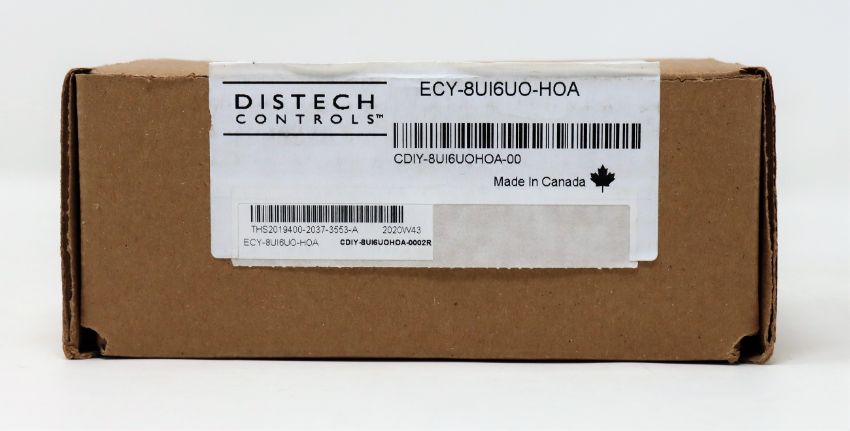 DISTECH
CONTROLS™
ECY-8UI6UO-HOA
CDIY-8UI6UOHOA-00
Made In Canada
THS2019400-2037-3553-A 2020W43
ECY-8UI6UO-HOA CDIY-8UI6UOHOA-0002R